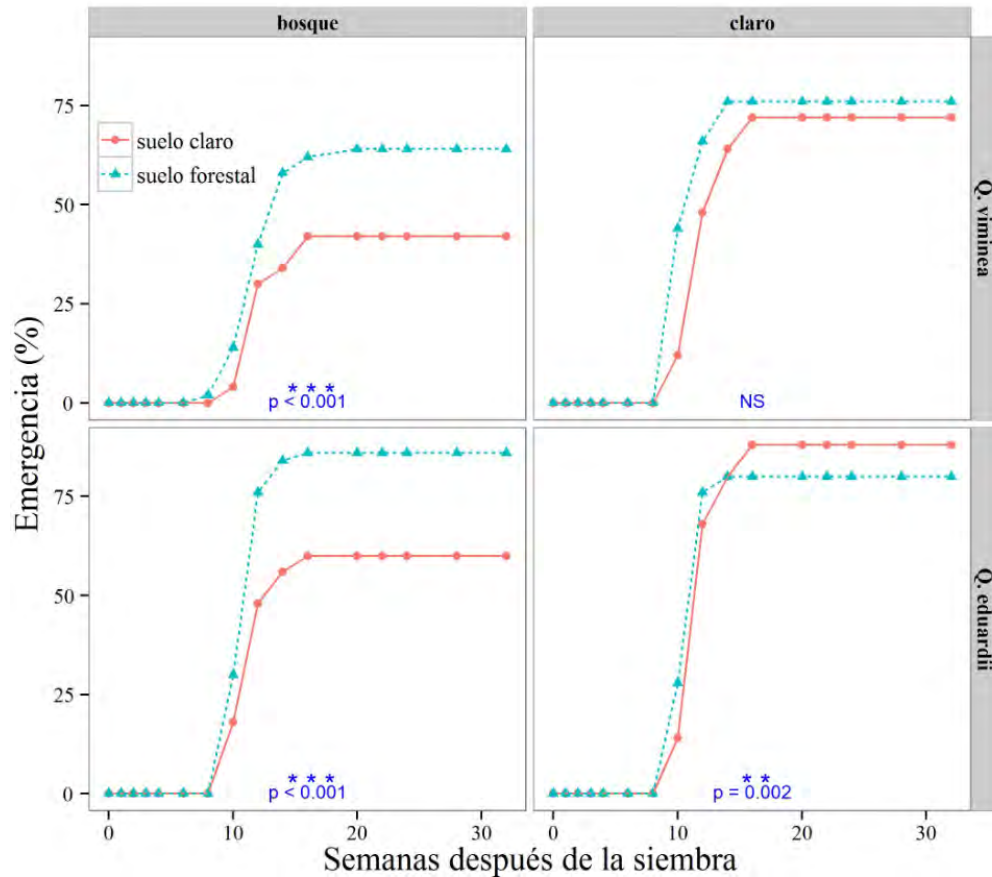 bosque
claro
75
50
25
0
suelo claro
suelo forestal
* * *
p < 0.001
NS
Q. viminea
75
50
25
0
* * *
p < 0.001
* *
p = 0.002
Q. eduardii
0 10 20 30
0 10 20 30
Emergencia (%)
Semanas después de la siembra